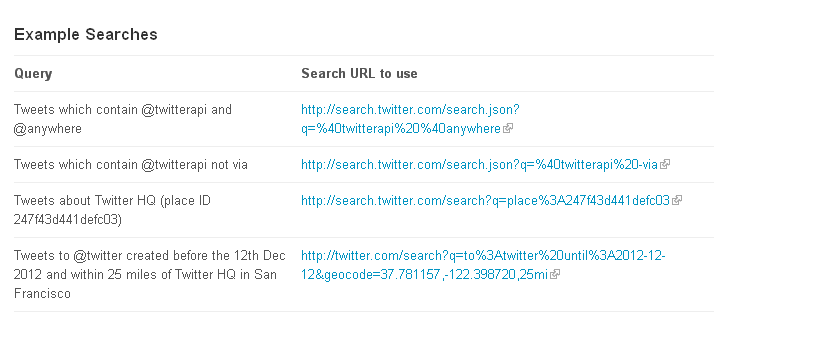 Example Searches
Query Search URL to use
Tweets which contain @twitterapi and
@anywhere
http://search.twitter.com/search.json?
q=%40twitterapi%20%40anywhere
Tweets which contain @twitterapi not via
http://search.twitter.com/search.json?q=%40twitterapi%20-via
Tweets about Twitter HQ (place ID
247f43d441defc03)
http://search.twitter.com/search?q=place%3A247f43d441defc03
Tweets to @twitter created before the 12th Dec
2012 and within 25 miles of Twitter HQ in San
Francisco
http://twitter.com/search?q=to%3Atwitter%20until%3A2012-12-
12&geocode=37.781157,-122.398720,25mi